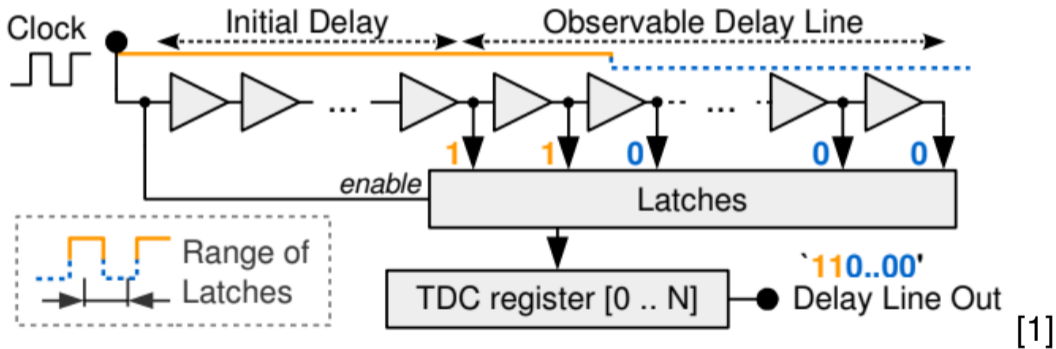 Clock
Initial Delay
Observable Delay Line
...
...
1 1 0 0 0
enable
Latches
Range of
Latches
TDC register [0 .. N]
`110..00'
Delay Line Out
[1]